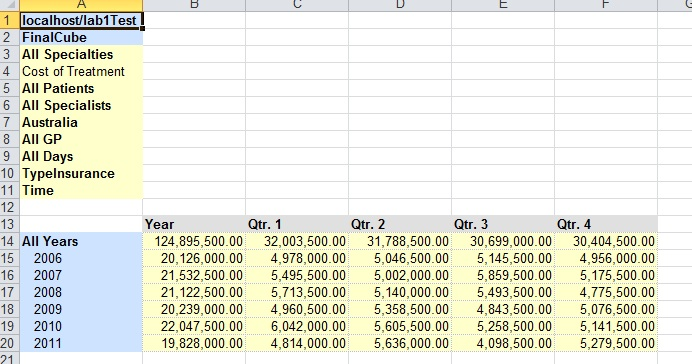 A B C D E F
1 localhost/lab1Test
2 FinalCube
3 All Specialties
4 Cost of Treatment
5 All Patients
6 All Specialists
7 Australia
8 All GP
9 All Days
10 TypeInsurance
11 Time
12
13 Year Qtr. 1 Qtr. 2 Qtr. 3 Qtr. 4
14 All Years 124,895,500.00 32,003,500.00 31,788,500.00 30,699,000.00 30,404,500.00
15 2006 20,126,000.00 4,978,000.00 5,046,500.00 5,145,500.00 4,956,000.00
16 2007 21,532,500.00 5,495,500.00 5,002,000.00 5,859,500.00 5,175,500.00
17 2008 21,122,500.00 5,713,500.00 5,140,000.00 5,493,500.00 4,775,500.00
18 2009 20,239,000.00 4,960,500.00 5,358,500.00 4,843,500.00 5,076,500.00
19 2010 22,047,500.00 6,042,000.00 5,605,500.00 5,258,500.00 5,141,500.00
20 2011 19,828,000.00 4,814,000.00 5,636,000.00 4,098,500.00 5,279,500.00
21